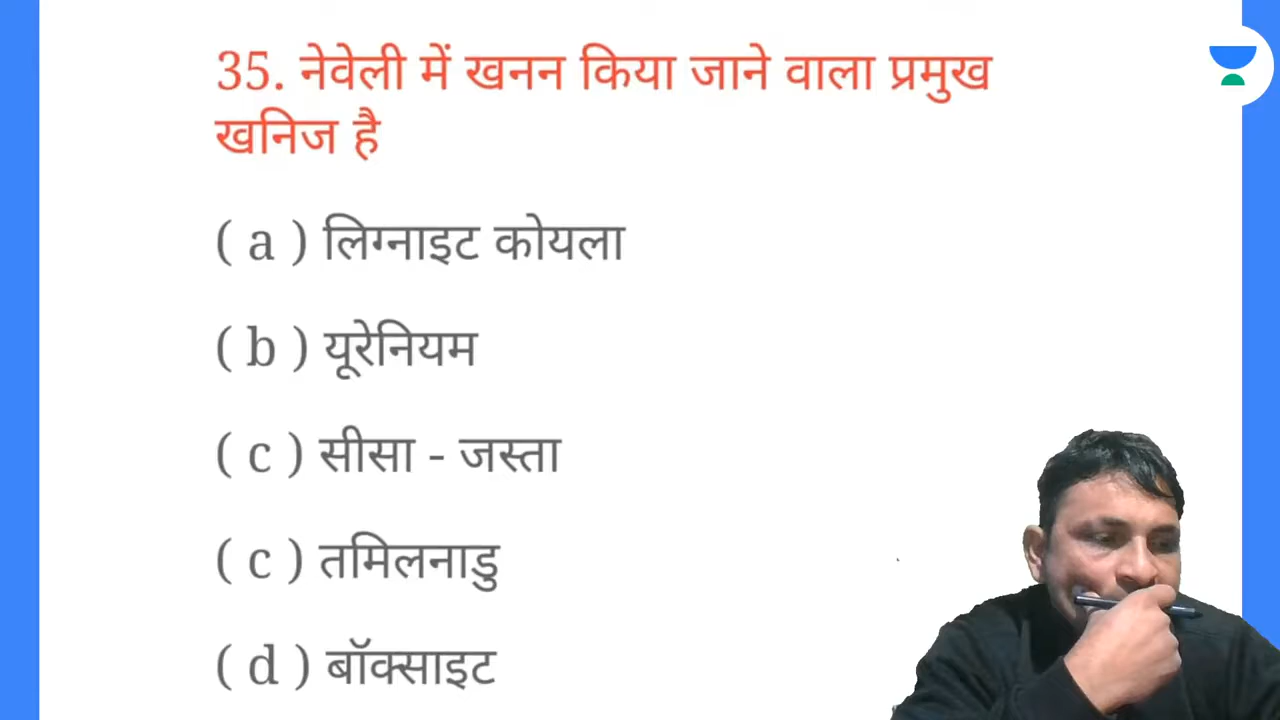 35. नेवेली में खनन किया जाने वाला प्रमुख
खनिज है
( a ) लिग्नाइट कोयला
( b ) यूरेनियम
( c ) सीसा - जस्ता
( c ) तमिलनाडु
( d ) बॉक्साइट